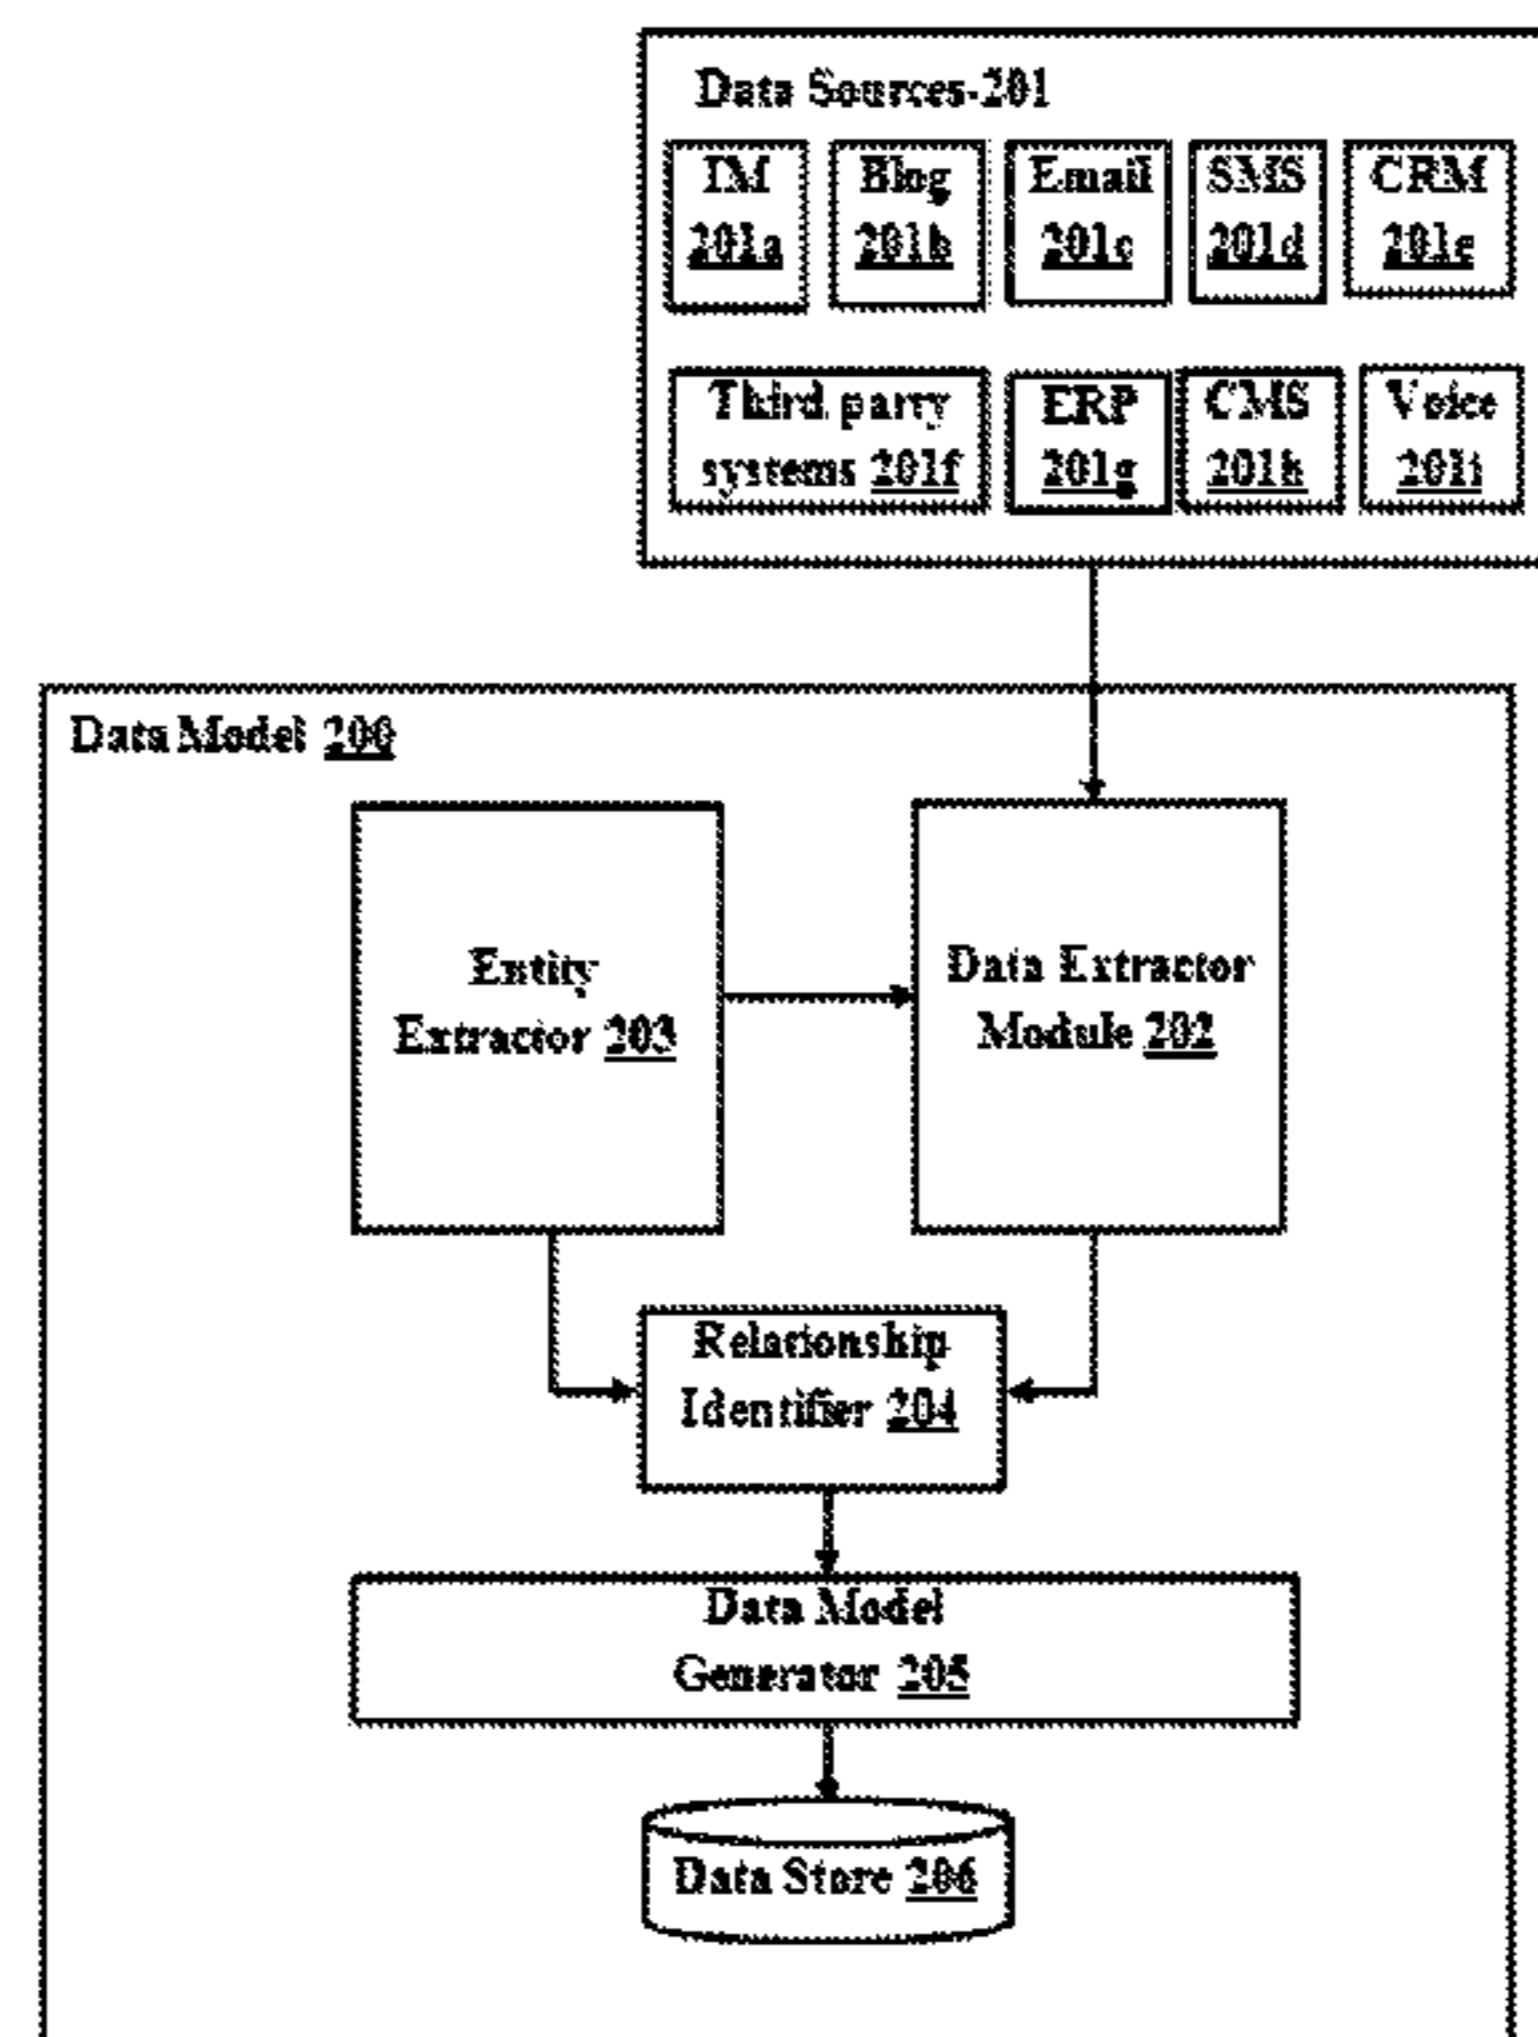 Data Sources-201
IM
201a
Blog
201b
Email
201c
SMS
201d
CRM
201e
Third party
systems 201f
ERP
201g
CMS
201h
Voice
201i
Data Model 200
Entity
Extractor 203
Data Extractor
Module 202
Relationship
Identifier 204
Data Model
Generator 205
Data Store 206